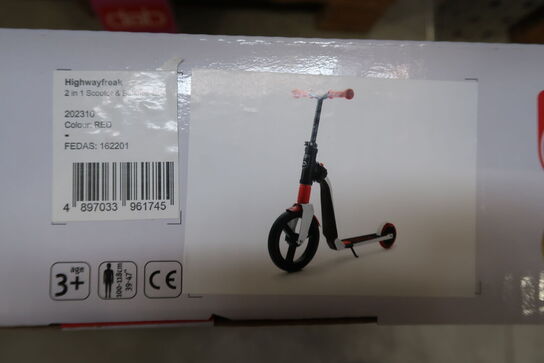 Highwayfreak
2 in 1 Scooter &
202310
Colour: RED
-
FEDAS: 162201
4 897033 961745
age
3+
100-118cm
39-47"
CE